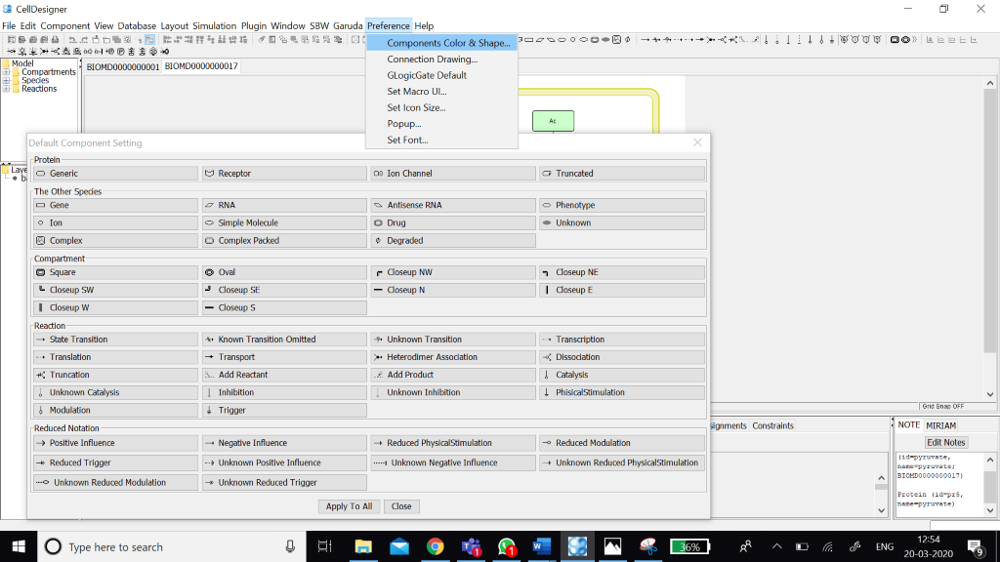 CellDesigner
File Edit Component View Database Layout Simulation Plugin Window SBW Garuda Preference Help
Components Color & Shape...
Connection Drawing...
GLogicGate Default
Set Macro UI...
Set Icon Size...
Popup...
Set Font...
Model
Compartments
Species
Reactions
BIOMD0000000001 BIOMD0000000017
Default Component Setting
Protein
Generic Receptor Ion Channel Truncated
The Other Species
Gene RNA Antisense RNA Phenotype
Ion Simple Molecule Drug Unknown
Complex Complex Packed Degraded
Compartment
Square Oval Closeup NW Closeup NE
Closeup SW Closeup SE Closeup N Closeup E
Closeup W Closeup S
Reaction
State Transition Known Transition Omitted Unknown Transition Transcription
Translation Transport Heterodimer Association Dissociation
Truncation Add Reactant Add Product Catalysis
Unknown Catalysis Inhibition Unknown Inhibition PhisicalStimulation
Modulation Trigger
Reduced Notation
Positive Influence Negative Influence Reduced PhysicalStimulation Reduced Modulation
Reduced Trigger Unknown Positive Influence Unknown Negative Influence Unknown Reduced PhysicalStimulation
Unknown Reduced Modulation Unknown Reduced Trigger
Apply To All Close
Grid Snap OFF
Constraints
NOTE MIRIAM
Edit Notes
(id=pyruvate,
name=pyruvate;
BIOMD0000000017)
Protein (id=pr5,
name=pyruvate)
Type here to search
1
1
36%
ENG
12:54
20-03-2020
9